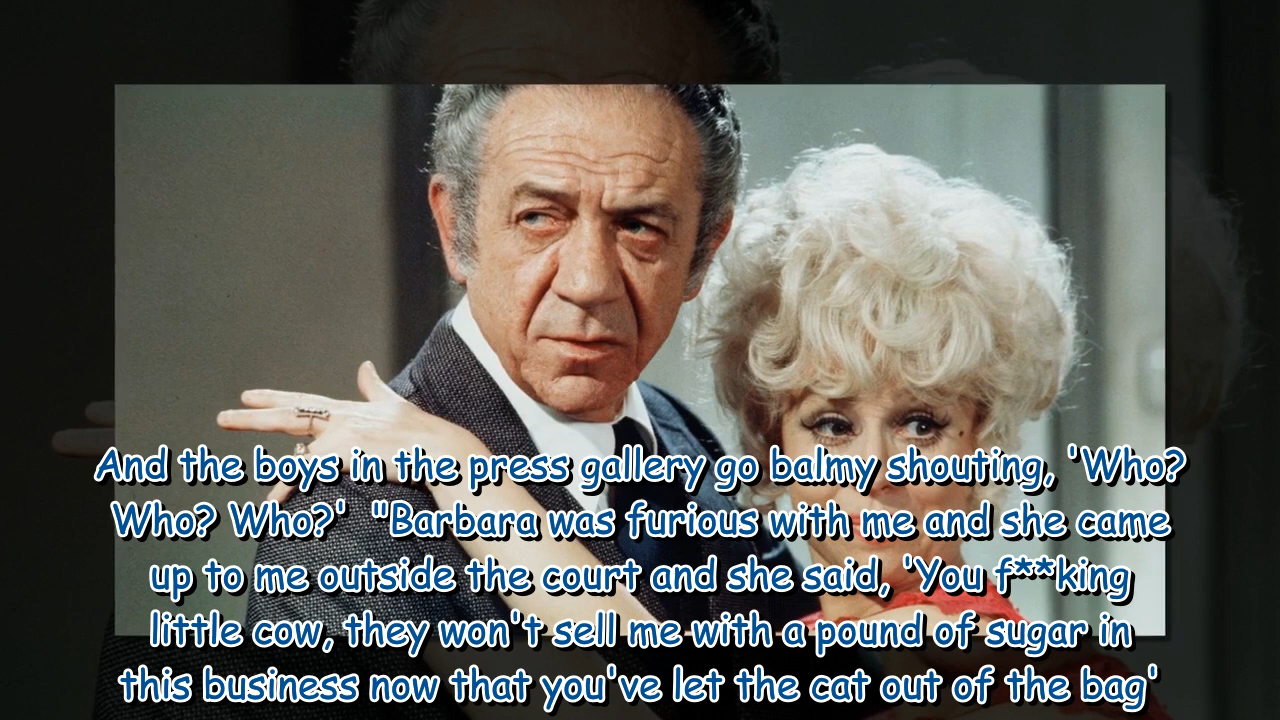 And the boys in the press gallery go balmy shouting, 'Who?
Who? Who?'  "Barbara was furious with me and she came
up to me outside the court and she said, 'You f**king
little cow, they won't sell me with a pound of sugar in
this business now that you've let the cat out of the bag'